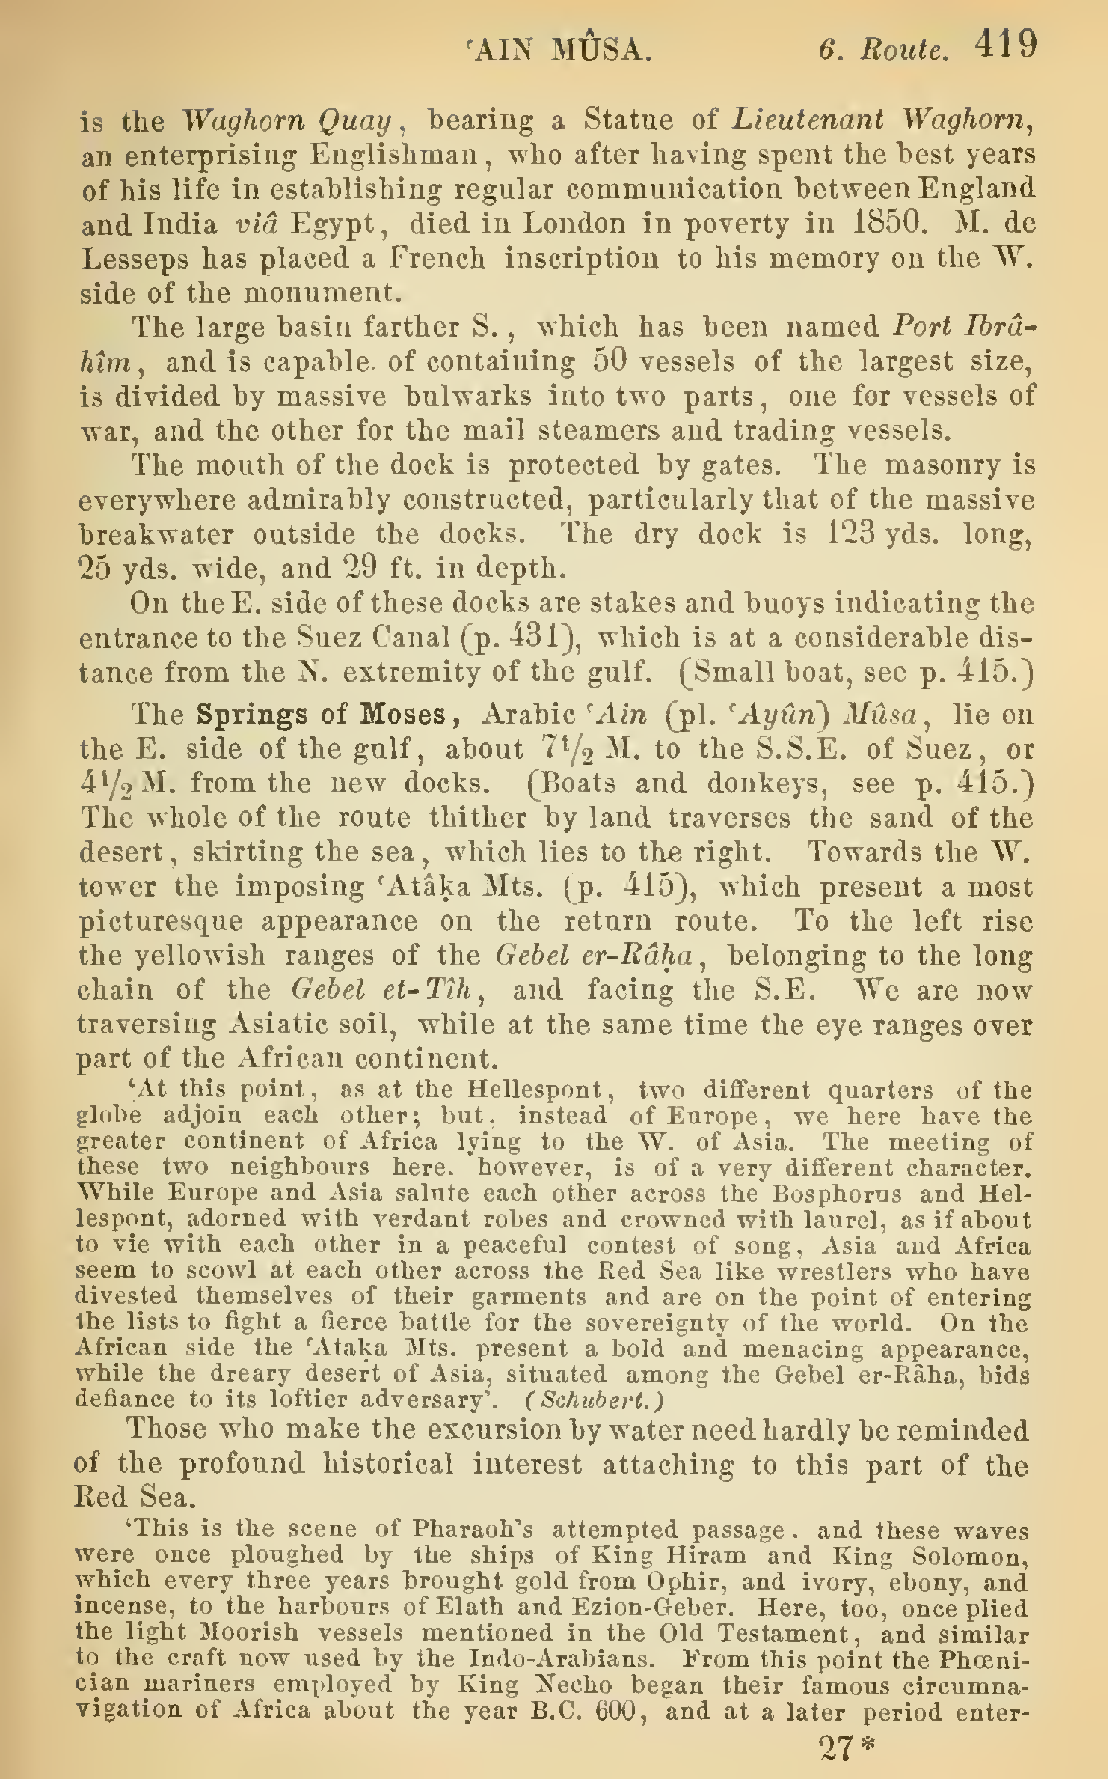 ʿAIN MÛSA. 6. Route. 419
is the Waghorn Quay, bearing a Statue of Lieutenant Waghorn,
an enterprising Englishman, who after having spent the best years
of his life in establishing regular communication between England
and India viâ Egypt, died in London in poverty in 1850. M. de
Lesseps has placed a French inscription to his memory on the W.
side of the monument.
The large basin farther S., which has been named Port Ibrâ-
hîm, and is capable of containing 50 vessels of the largest size,
is divided by massive bulwarks into two parts, one for vessels of
war, and the other for the mail steamers and trading vessels.
The mouth of the dock is protected by gates. The masonry is
everywhere admirably constructed, particularly that of the massive
breakwater outside the docks. The dry dock is 123 yds. long,
25 yds. wide, and 29 ft. in depth.
On the E. side of these docks are stakes and buoys indicating the
entrance to the Suez Canal (p. 431), which is at a considerable dis-
tance from the N. extremity of the gulf. (Small boat, see p. 415.)
The Springs of Moses, Arabic ʿAin (pl. ʿAyûn) Mûsa, lie on
the E. side of the gulf, about 7½ M. to the S.S.E. of Suez, or
4½ M. from the new docks. (Boats and donkeys, see p. 415.)
The whole of the route thither by land traverses the sand of the
desert, skirting the sea, which lies to the right. Towards the W.
tower the imposing ʿAtâḳa Mts. (p. 415), which present a most
picturesque appearance on the return route. To the left rise
the yellowish ranges of the Gebel er-Râḥa, belonging to the long
chain of the Gebel et-Tîh, and facing the S.E. We are now
traversing Asiatic soil, while at the same time the eye ranges over
part of the African continent.
‘At this point, as at the Hellespont, two different quarters of the
globe adjoin each other; but, instead of Europe, we here have the
greater continent of Africa lying to the W. of Asia. The meeting of
these two neighbours here, however, is of a very different character.
While Europe and Asia salute each other across the Bosphorus and Hel-
lespont, adorned with verdant robes and crowned with laurel, as if about
to vie with each other in a peaceful contest of song, Asia and Africa
seem to scowl at each other across the Red Sea like wrestlers who have
divested themselves of their garments and are on the point of entering
the lists to fight a fierce battle for the sovereignty of the world. On the
African side the ʿAtaḳa Mts. present a bold and menacing appearance,
while the dreary desert of Asia, situated among the Gebel er-Râha, bids
defiance to its loftier adversary’. (Schubert.)
Those who make the excursion by water need hardly be reminded
of the profound historical interest attaching to this part of the
Red Sea.
‘This is the scene of Pharaoh's attempted passage, and these waves
were once ploughed by the ships of King Hiram and King Solomon,
which every three years brought gold from Ophir, and ivory, ebony, and
incense, to the harbours of Elath and Ezion-Geber. Here, too, once plied
the light Moorish vessels mentioned in the Old Testament, and similar
to the craft now used by the Indo-Arabians. From this point the Phœni-
cian mariners employed by King Necho began their famous circumna-
vigation of Africa about the year B.C. 600, and at a later period enter-
27*